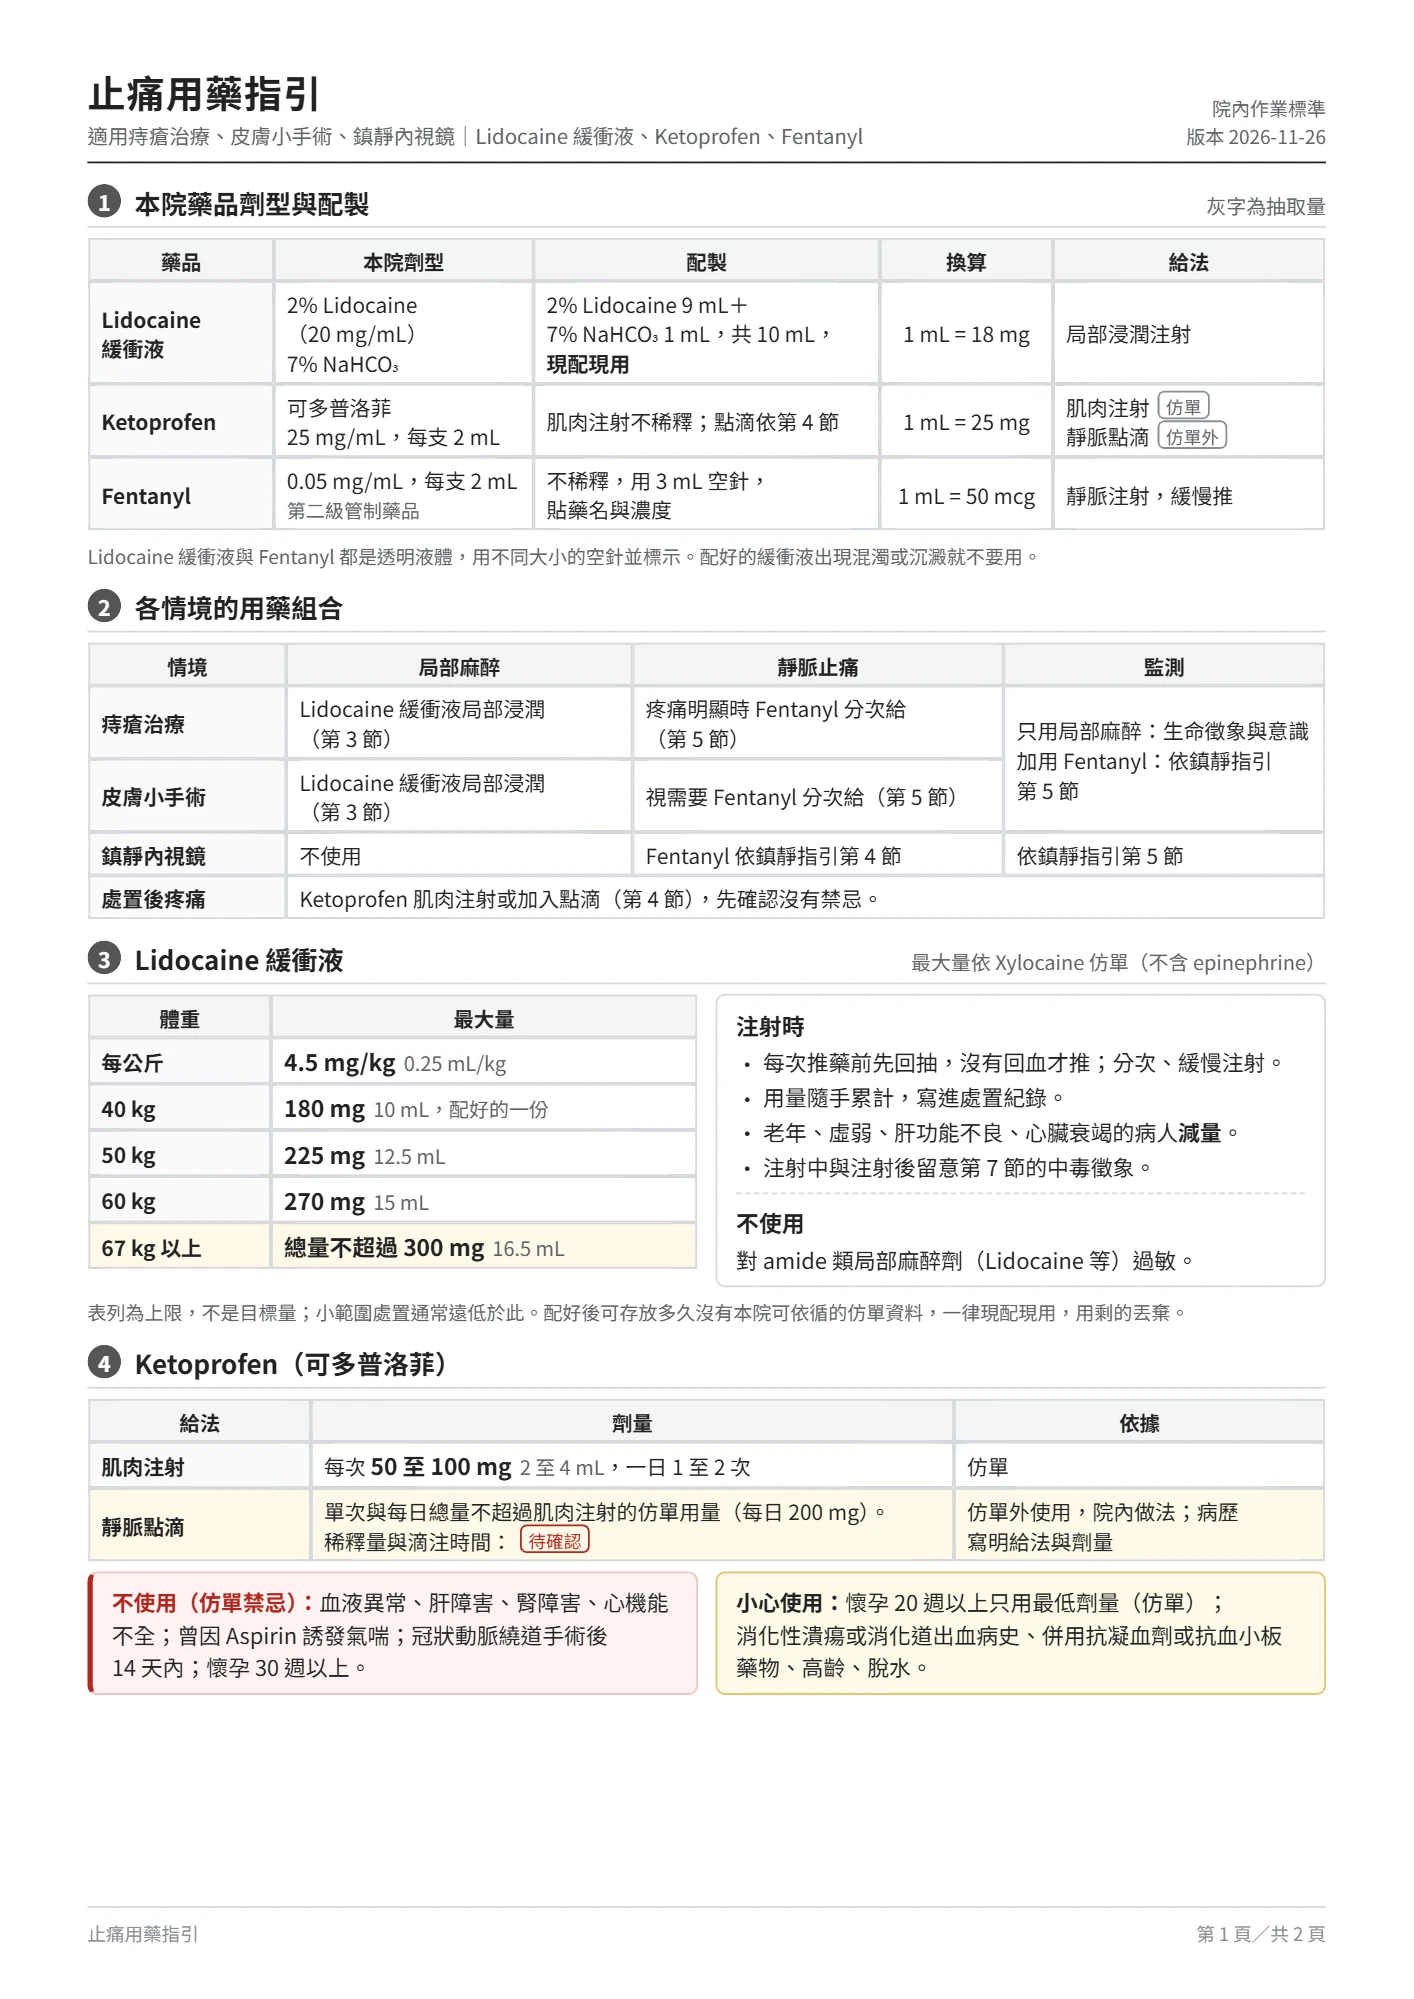 止痛用藥指引
適用痔瘡治療、皮膚小手術、鎮靜內視鏡｜Lidocaine 緩衝液、Ketoprofen、Fentanyl
院內作業標準
版本 2026-11-26
1 本院藥品劑型與配製
灰字為抽取量
藥品 本院劑型 配製 換算 給法
Lidocaine
緩衝液
2% Lidocaine
（20 mg/mL）
7% NaHCO₃
2% Lidocaine 9 mL＋
7% NaHCO₃ 1 mL，共 10 mL，
現配現用
1 mL = 18 mg
局部浸潤注射
Ketoprofen
可多普洛菲
25 mg/mL，每支 2 mL
肌肉注射不稀釋；點滴依第 4 節
1 mL = 25 mg
肌肉注射 仿單
靜脈點滴 仿單外
Fentanyl
0.05 mg/mL，每支 2 mL
第二級管制藥品
不稀釋，用 3 mL 空針，
貼藥名與濃度
1 mL = 50 mcg
靜脈注射，緩慢推
Lidocaine 緩衝液與 Fentanyl 都是透明液體，用不同大小的空針並標示。配好的緩衝液出現混濁或沉澱就不要用。
2 各情境的用藥組合
情境 局部麻醉 靜脈止痛 監測
痔瘡治療
Lidocaine 緩衝液局部浸潤
（第 3 節）
疼痛明顯時 Fentanyl 分次給
（第 5 節）
只用局部麻醉：生命徵象與意識
加用 Fentanyl：依鎮靜指引
第 5 節
皮膚小手術
Lidocaine 緩衝液局部浸潤
（第 3 節）
視需要 Fentanyl 分次給（第 5 節）
鎮靜內視鏡 不使用 Fentanyl 依鎮靜指引第 4 節 依鎮靜指引第 5 節
處置後疼痛 Ketoprofen 肌肉注射或加入點滴（第 4 節），先確認沒有禁忌。
3 Lidocaine 緩衝液
最大量依 Xylocaine 仿單（不含 epinephrine）
體重 最大量
每公斤 4.5 mg/kg 0.25 mL/kg
40 kg 180 mg 10 mL，配好的一份
50 kg 225 mg 12.5 mL
60 kg 270 mg 15 mL
67 kg 以上 總量不超過 300 mg 16.5 mL
注射時
・每次推藥前先回抽，沒有回血才推；分次、緩慢注射。
・用量隨手累計，寫進處置紀錄。
・老年、虛弱、肝功能不良、心臟衰竭的病人減量。
・注射中與注射後留意第 7 節的中毒徵象。
不使用
對 amide 類局部麻醉劑（Lidocaine 等）過敏。
表列為上限，不是目標量；小範圍處置通常遠低於此。配好後可存放多久沒有本院可依循的仿單資料，一律現配現用，用剩的丟棄。
4 Ketoprofen（可多普洛菲）
給法 劑量 依據
肌肉注射 每次 50 至 100 mg 2 至 4 mL，一日 1 至 2 次 仿單
靜脈點滴
單次與每日總量不超過肌肉注射的仿單用量（每日 200 mg）。
稀釋量與滴注時間： 待確認
仿單外使用，院內做法；病歷
寫明給法與劑量
不使用（仿單禁忌）：血液異常、肝障害、腎障害、心機能
不全；曾因 Aspirin 誘發氣喘；冠狀動脈繞道手術後
14 天內；懷孕 30 週以上。
小心使用：懷孕 20 週以上只用最低劑量（仿單）；
消化性潰瘍或消化道出血病史、併用抗凝血劑或抗血小板
藥物、高齡、脫水。
止痛用藥指引
第 1 頁／共 2 頁